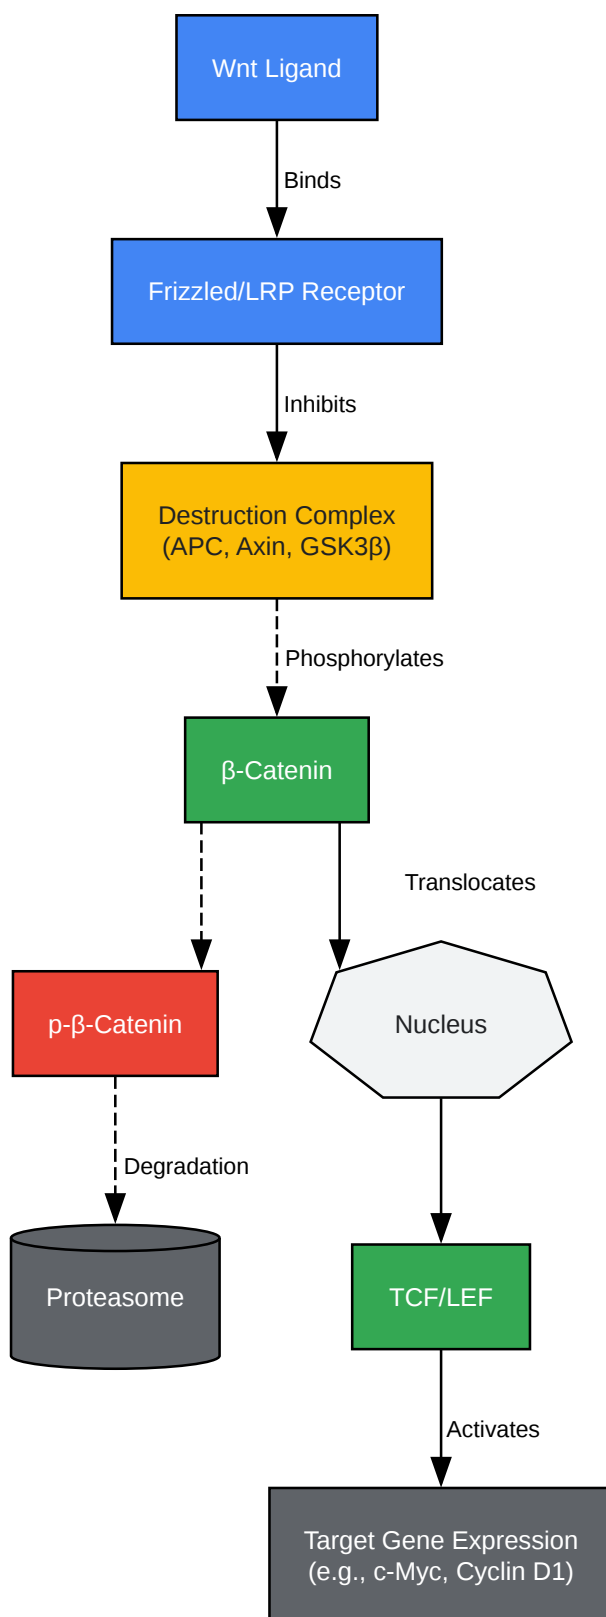 Wnt Ligand
Binds
Frizzled/LRP Receptor
Inhibits
Destruction Complex
(APC, Axin, GSK3β)
Phosphorylates
β-Catenin
Translocates
p-β-Catenin
Nucleus
Degradation
Proteasome
TCF/LEF
Activates
Target Gene Expression
(e.g., c-Myc, Cyclin D1)